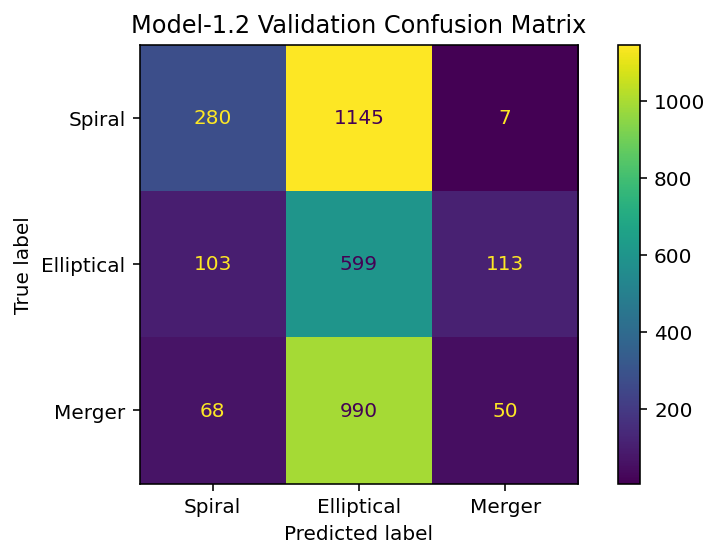 Model-1.2 Validation Confusion Matrix
Spiral
280
1145
7
Elliptical
103
599
113
Merger
68
990
50
Spiral
Elliptical
Merger
Predicted label
True label
1000
800
600
400
200